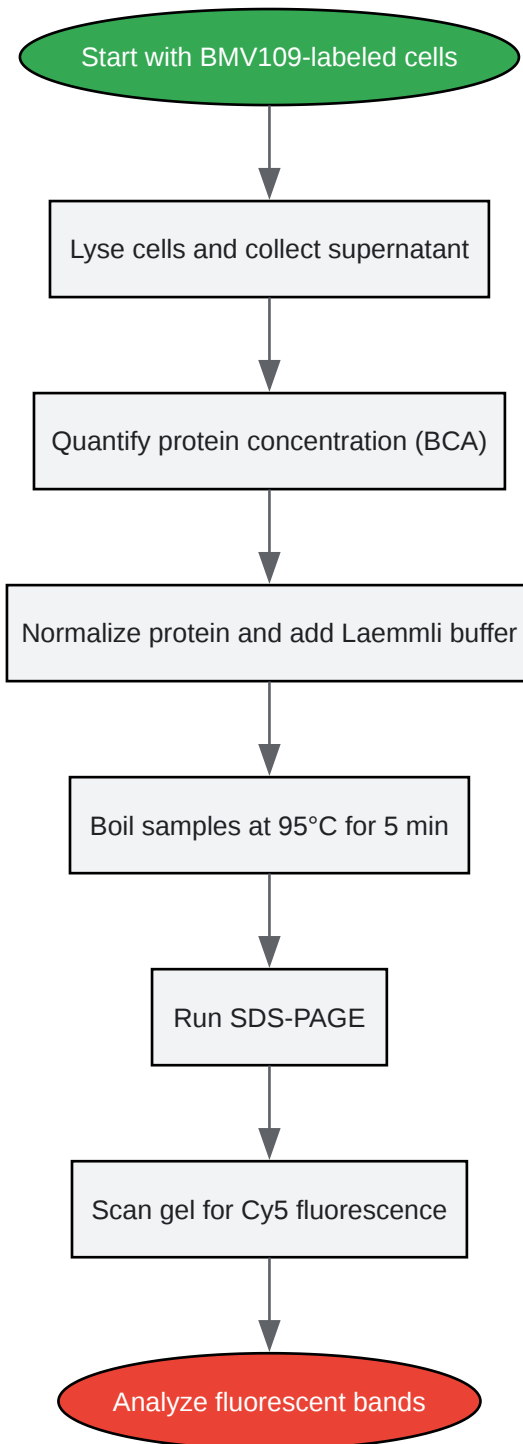 Start with BMV109-labeled cells
Lyse cells and collect supernatant
Quantify protein concentration (BCA)
Normalize protein and add Laemmli buffer
Boil samples at 95°C for 5 min
Run SDS-PAGE
Scan gel for Cy5 fluorescence
Analyze fluorescent bands